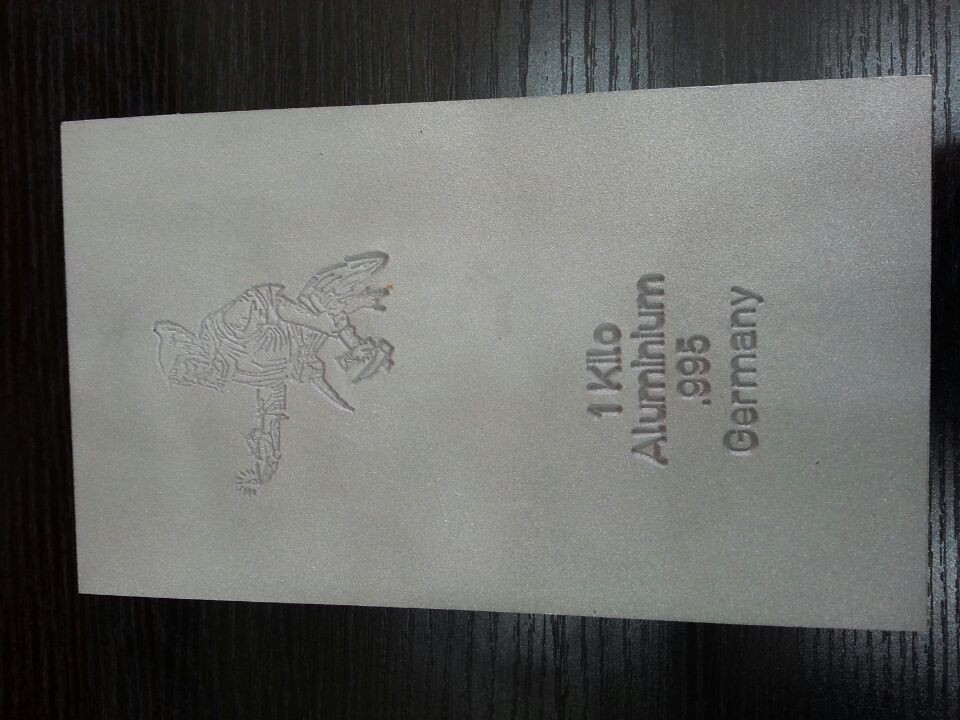 1 Kilo
Aluminium
.995
Germany